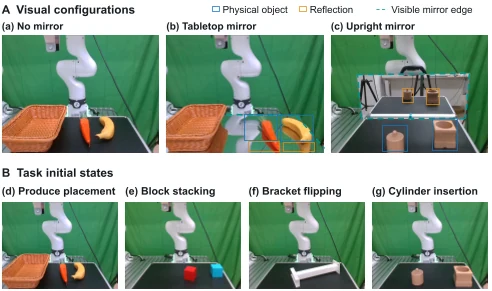 A Visual configurations
Physical object
Reflection
Visible mirror edge
(a) No mirror
(b) Tabletop mirror
(c) Upright mirror
B Task initial states
(d) Produce placement
(e) Block stacking
(f) Bracket flipping
(g) Cylinder insertion